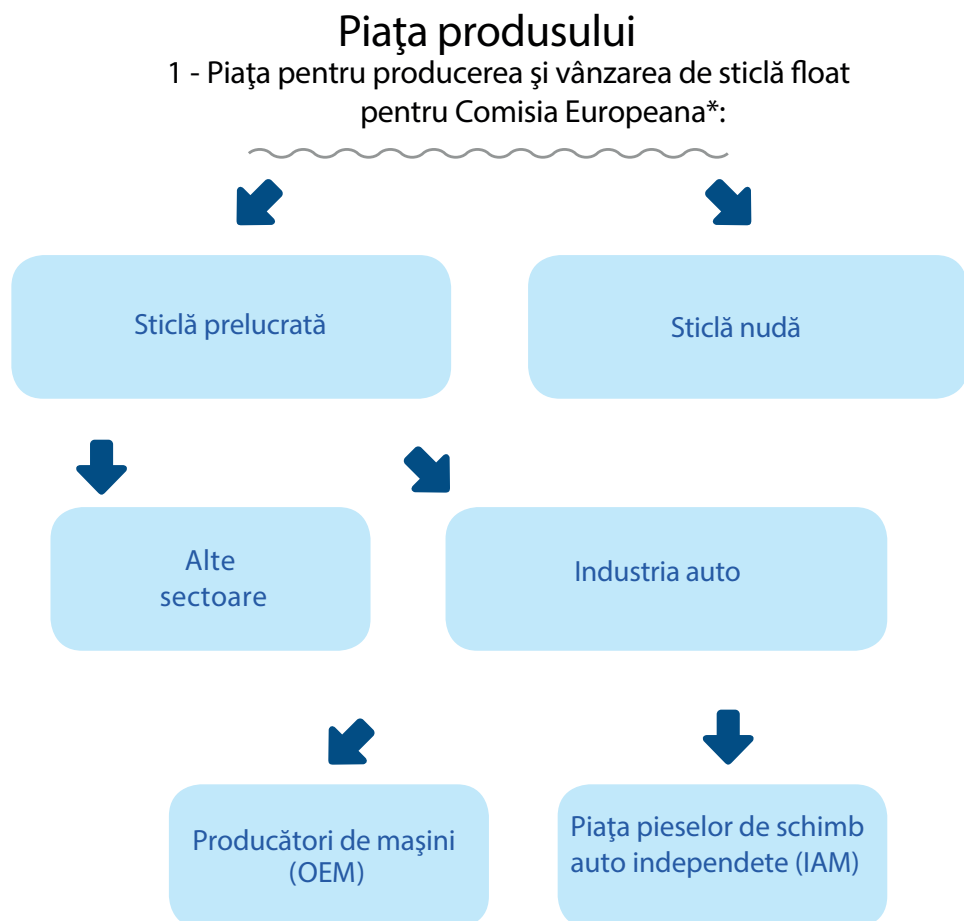 Piaţa produsului
1 - Piaţa pentru producerea şi vânzarea de sticlă float
pentru Comisia Europeana*:
Sticlă prelucrată
Sticlă nudă
Alte
sectoare
Industria auto
Producători de maşini
(OEM)
Piaţa pieselor de schimb
auto independete (IAM)